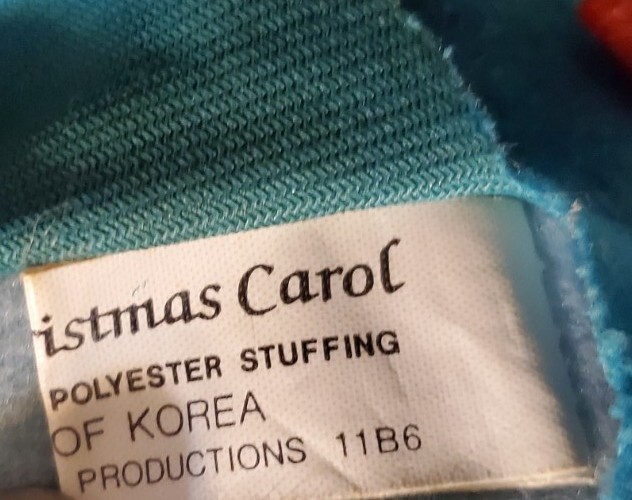 istmas Carol
POLYESTER STUFFING
OF KOREA
PRODUCTIONS 11B6